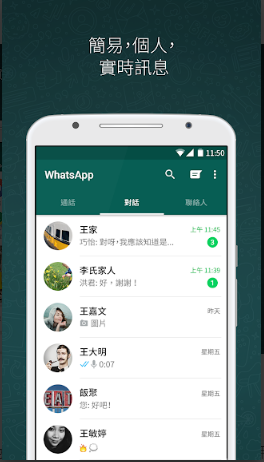 簡易，個人，
實時訊息
11:50
WhatsApp
通話
對話
聯絡人
王家
上午 11:45
巧怡: 對呀，我應該知道是...
3
李氏家人
上午 11:39
洪君: 好，謝謝！
1
王嘉文
昨天
圖片
王大明
星期五
0:07
飯聚
星期五
您: 好吧！
王敏婷
星期五